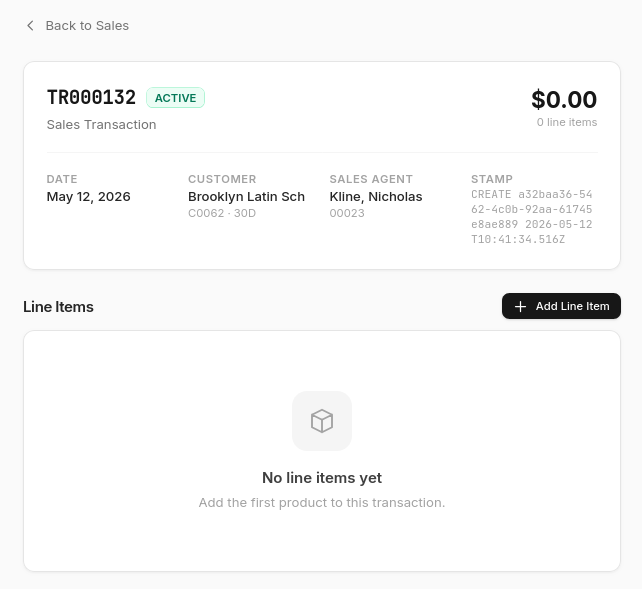 Back to Sales
TR000132 ACTIVE
$0.00
Sales Transaction
0 line items
DATE
May 12, 2026
CUSTOMER
Brooklyn Latin Sch
C0062 · 30D
SALES AGENT
Kline, Nicholas
00023
STAMP
CREATE a32baa36-54
62-4c0b-92aa-61745
e8ae889 2026-05-12
T10:41:34.516Z
Line Items
Add Line Item
No line items yet
Add the first product to this transaction.